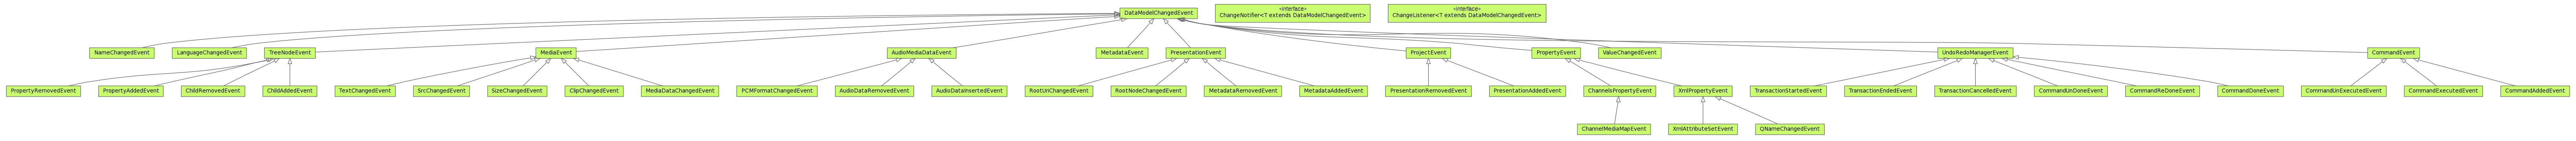 DataModelChangedEvent
«interface»
ChangeNotifier<T extends DataModelChangedEvent>
«interface»
ChangeListener<T extends DataModelChangedEvent>
NameChangedEvent
LanguageChangedEvent
TreeNodeEvent
MediaEvent
AudioMediaDataEvent
MetadataEvent
PresentationEvent
ProjectEvent
PropertyEvent
ValueChangedEvent
UndoRedoManagerEvent
CommandEvent
PropertyRemovedEvent
PropertyAddedEvent
ChildRemovedEvent
ChildAddedEvent
TextChangedEvent
SrcChangedEvent
SizeChangedEvent
ClipChangedEvent
MediaDataChangedEvent
PCMFormatChangedEvent
AudioDataRemovedEvent
AudioDataInsertedEvent
RootUriChangedEvent
RootNodeChangedEvent
MetadataRemovedEvent
MetadataAddedEvent
PresentationRemovedEvent
PresentationAddedEvent
ChannelsPropertyEvent
XmlPropertyEvent
TransactionStartedEvent
TransactionEndedEvent
TransactionCancelledEvent
CommandUnDoneEvent
CommandReDoneEvent
CommandDoneEvent
CommandUnExecutedEvent
CommandExecutedEvent
CommandAddedEvent
ChannelMediaMapEvent
XmlAttributeSetEvent
QNameChangedEvent